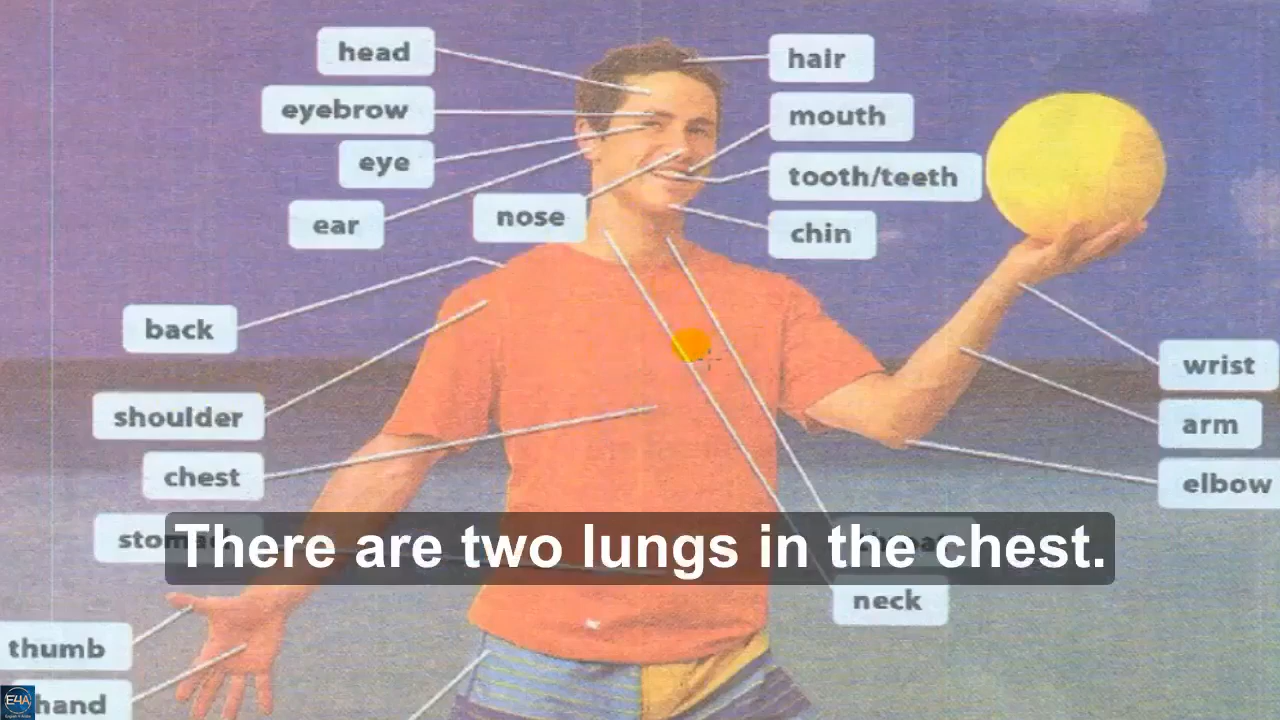 head
hair
eyebrow
mouth
eye
tooth/teeth
ear
nose
chin
back
wrist
shoulder
arm
chest
elbow
There are two lungs in the chest.
neck
thumb
hand
E4A